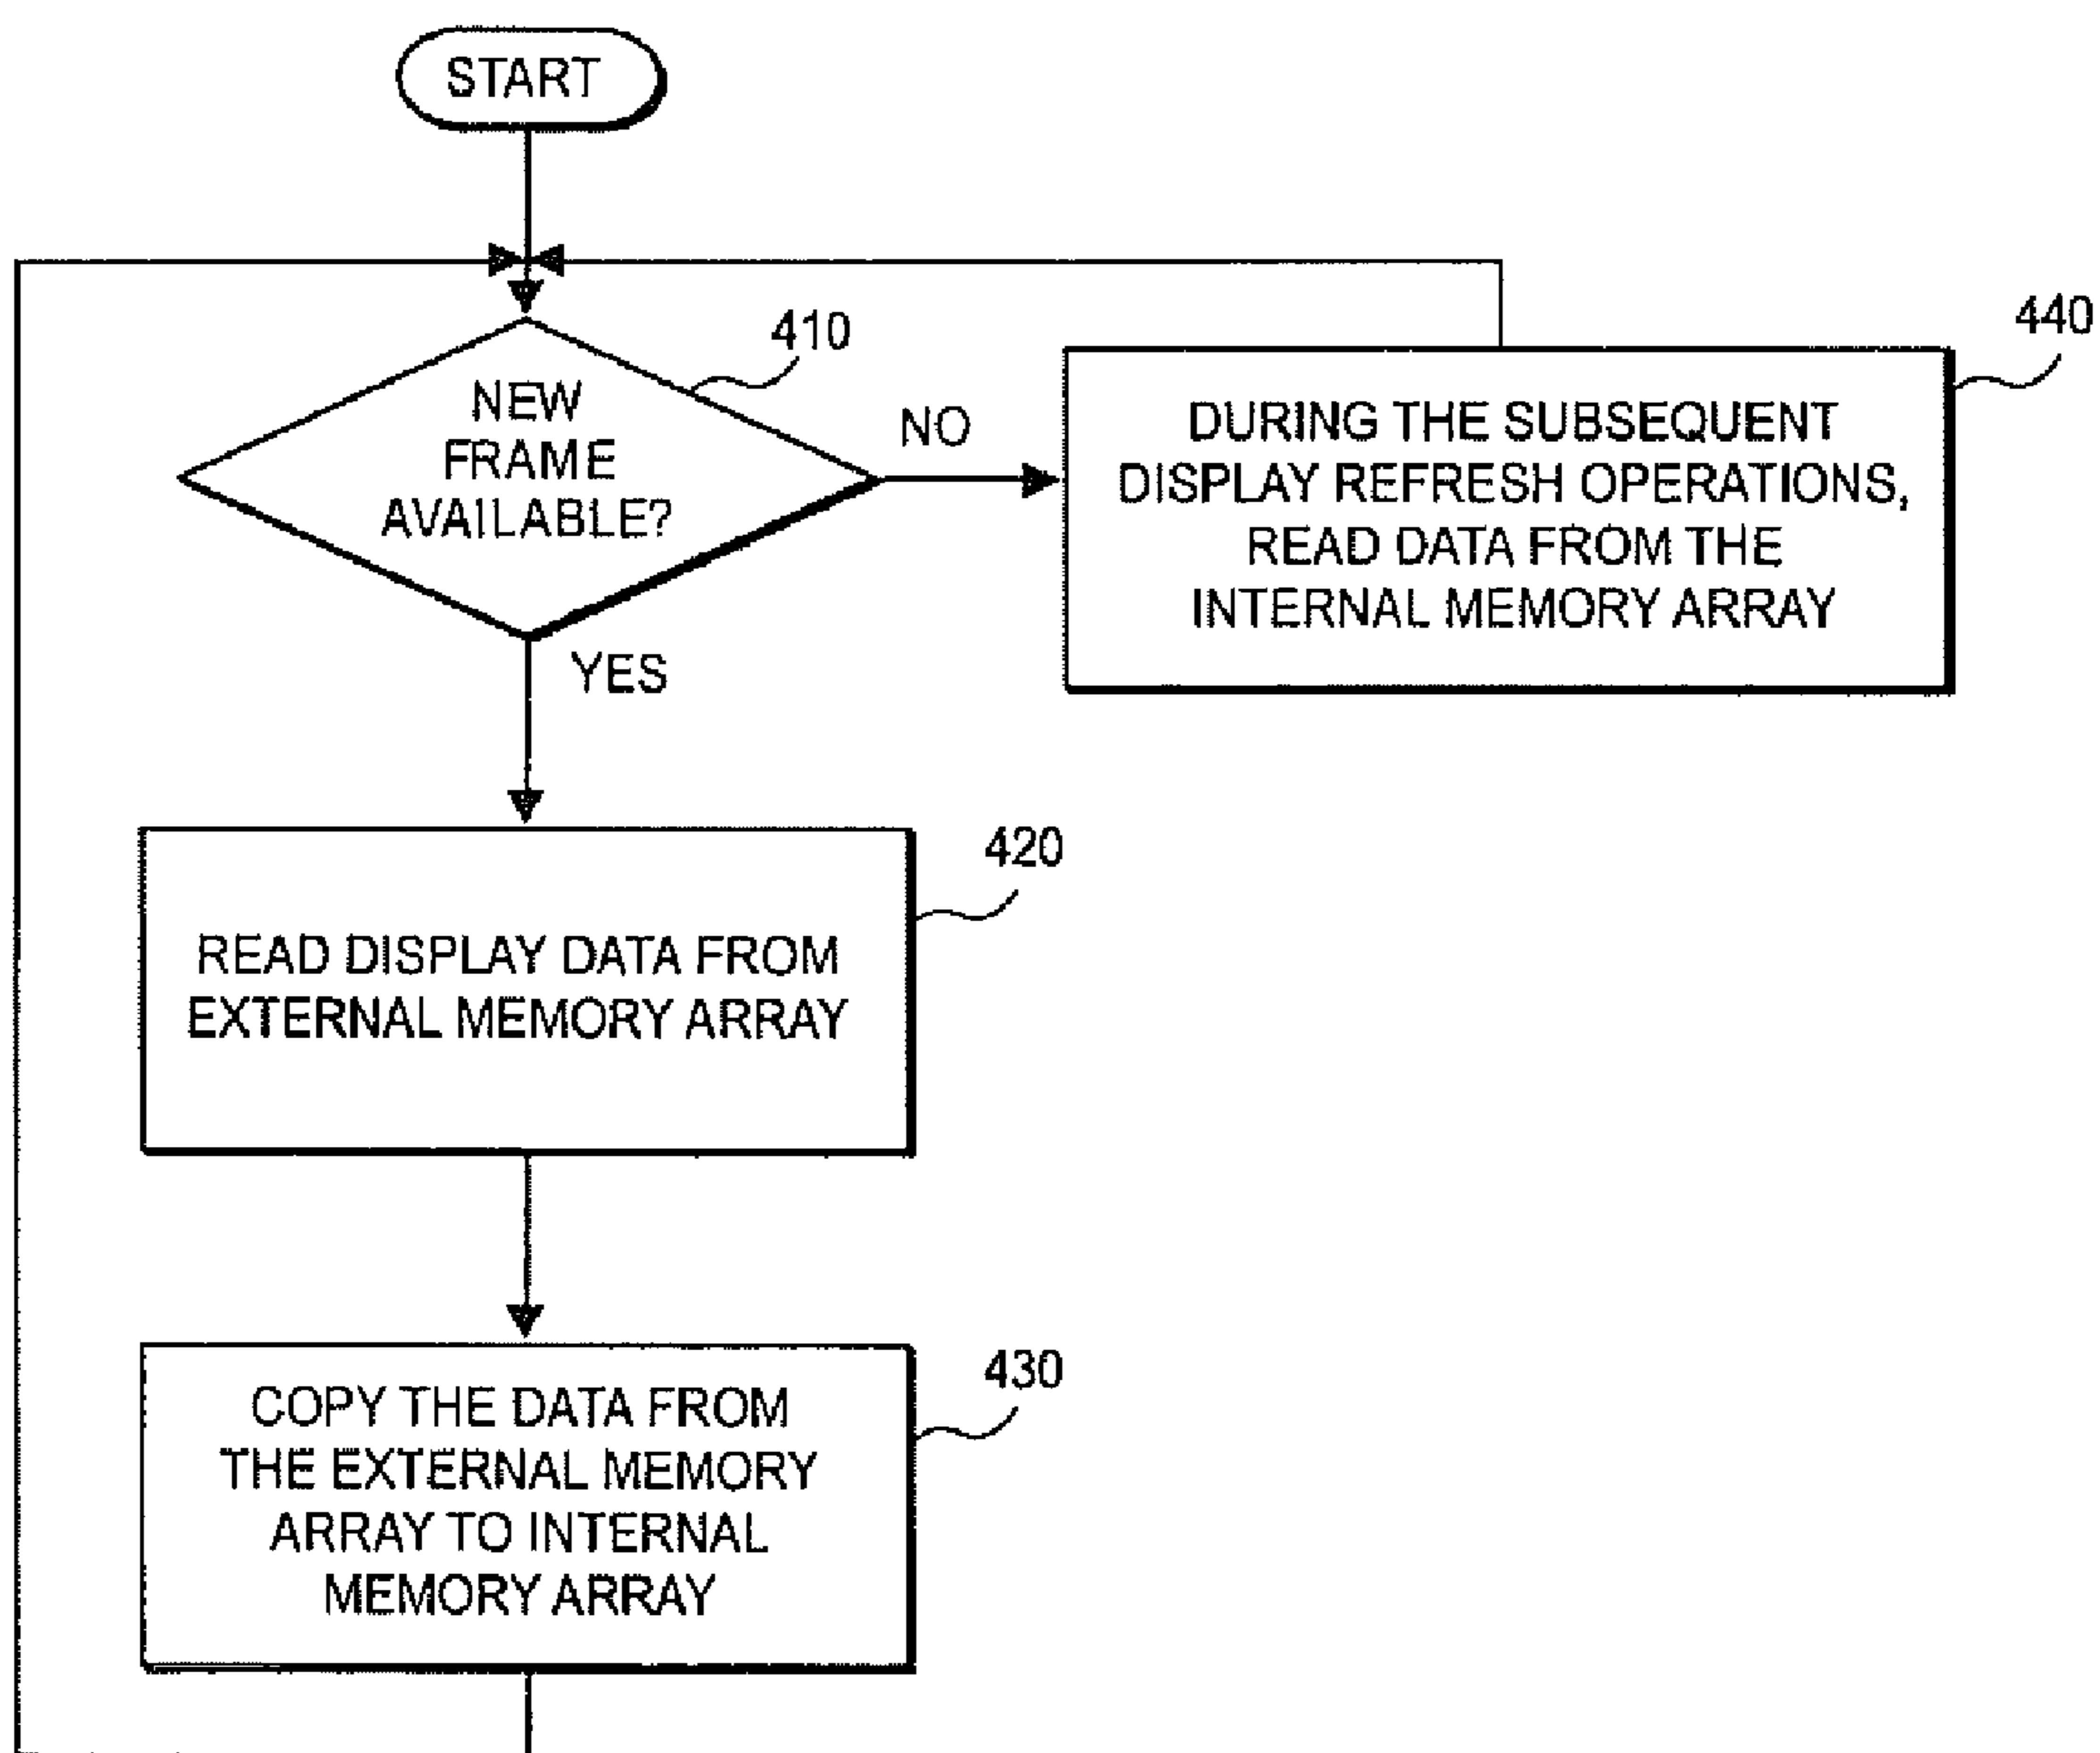 START
410
NEW
FRAME
AVAILABLE?
NO
440
DURING THE SUBSEQUENT
DISPLAY REFRESH OPERATIONS,
READ DATA FROM THE
INTERNAL MEMORY ARRAY
YES
420
READ DISPLAY DATA FROM
EXTERNAL MEMORY ARRAY
430
COPY THE DATA FROM
THE EXTERNAL MEMORY
ARRAY TO INTERNAL
MEMORY ARRAY